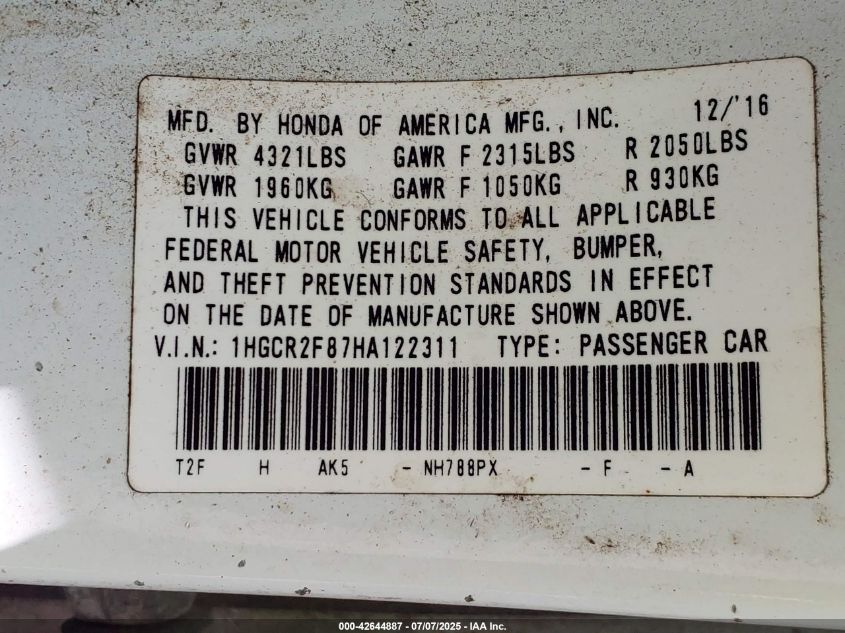 MFD. BY HONDA OF AMERICA MFG., INC. 12/'16
GVWR 4321LBS GAWR F 2315LBS R 2050LBS
GVWR 1960KG GAWR F 1050KG R 930KG
THIS VEHICLE CONFORMS TO ALL APPLICABLE
FEDERAL MOTOR VEHICLE SAFETY, BUMPER,
AND THEFT PREVENTION STANDARDS IN EFFECT
ON THE DATE OF MANUFACTURE SHOWN ABOVE.
V.I.N.: 1HGCR2F87HA122311 TYPE: PASSENGER CAR
T2F H AK5 - NH788PX - F - A
000-42644887 - 07/07/2025 - IAA Inc.